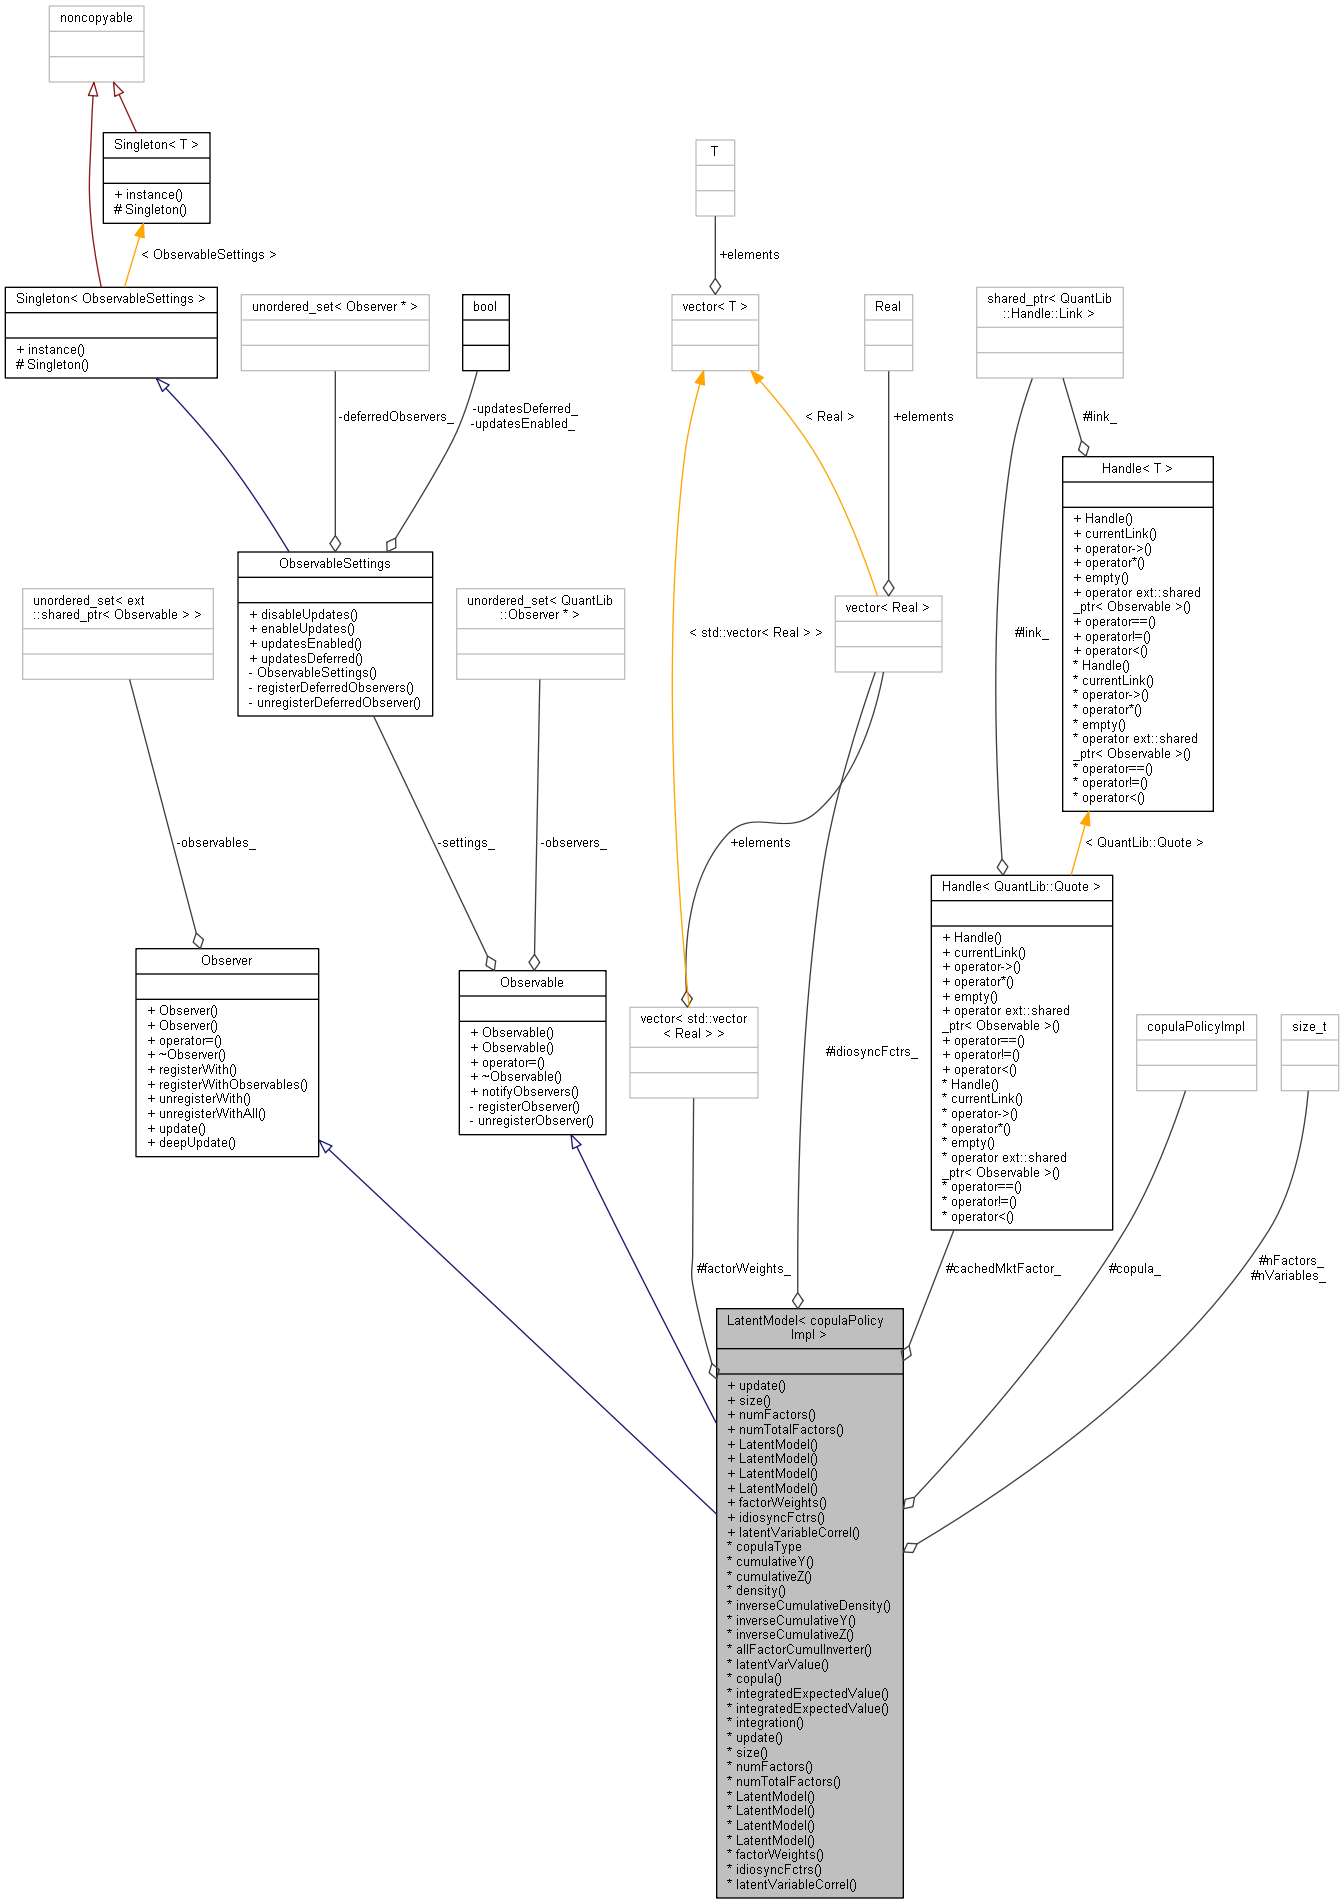 noncopyable
Singleton< T >
+ instance()
# Singleton()
< ObservableSettings >
Singleton< ObservableSettings >
+ instance()
# Singleton()
unordered_set< Observer * >
bool
T
+elements
vector< T >
Real
shared_ptr< QuantLib
::Handle::Link >
-deferredObservers_
-updatesDeferred_
-updatesEnabled_
< Real >
+elements
#link_
Handle< T >
+ Handle()
+ currentLink()
+ operator->()
+ operator*()
+ empty()
+ operator ext::shared
_ptr< Observable >()
+ operator==()
+ operator!=()
+ operator<()
* Handle()
* currentLink()
* operator->()
* operator*()
* empty()
* operator ext::shared
_ptr< Observable >()
* operator==()
* operator!=()
* operator<()
ObservableSettings
+ disableUpdates()
+ enableUpdates()
+ updatesEnabled()
+ updatesDeferred()
- ObservableSettings()
- registerDeferredObservers()
- unregisterDeferredObserver()
unordered_set< ext
::shared_ptr< Observable > >
unordered_set< QuantLib
::Observer * >
vector< Real >
< std::vector< Real > >
#link_
-observables_
-settings_
-observers_
+elements
< QuantLib::Quote >
Handle< QuantLib::Quote >
+ Handle()
+ currentLink()
+ operator->()
+ operator*()
+ empty()
+ operator ext::shared
_ptr< Observable >()
+ operator==()
+ operator!=()
+ operator<()
* Handle()
* currentLink()
* operator->()
* operator*()
* empty()
* operator ext::shared
_ptr< Observable >()
* operator==()
* operator!=()
* operator<()
Observer
+ Observer()
+ Observer()
+ operator=()
+ ~Observer()
+ registerWith()
+ registerWithObservables()
+ unregisterWith()
+ unregisterWithAll()
+ update()
+ deepUpdate()
Observable
+ Observable()
+ Observable()
+ operator=()
+ ~Observable()
+ notifyObservers()
- registerObserver()
- unregisterObserver()
vector< std::vector
< Real > >
#idiosyncFctrs_
copulaPolicyImpl
size_t
#factorWeights_
#cachedMktFactor_
#copula_
#nFactors_
#nVariables_
LatentModel< copulaPolicy
Impl >
+ update()
+ size()
+ numFactors()
+ numTotalFactors()
+ LatentModel()
+ LatentModel()
+ LatentModel()
+ LatentModel()
+ factorWeights()
+ idiosyncFctrs()
+ latentVariableCorrel()
* copulaType
* cumulativeY()
* cumulativeZ()
* density()
* inverseCumulativeDensity()
* inverseCumulativeY()
* inverseCumulativeZ()
* allFactorCumulInverter()
* latentVarValue()
* copula()
* integratedExpectedValue()
* integratedExpectedValue()
* integration()
* update()
* size()
* numFactors()
* numTotalFactors()
* LatentModel()
* LatentModel()
* LatentModel()
* LatentModel()
* factorWeights()
* idiosyncFctrs()
* latentVariableCorrel()